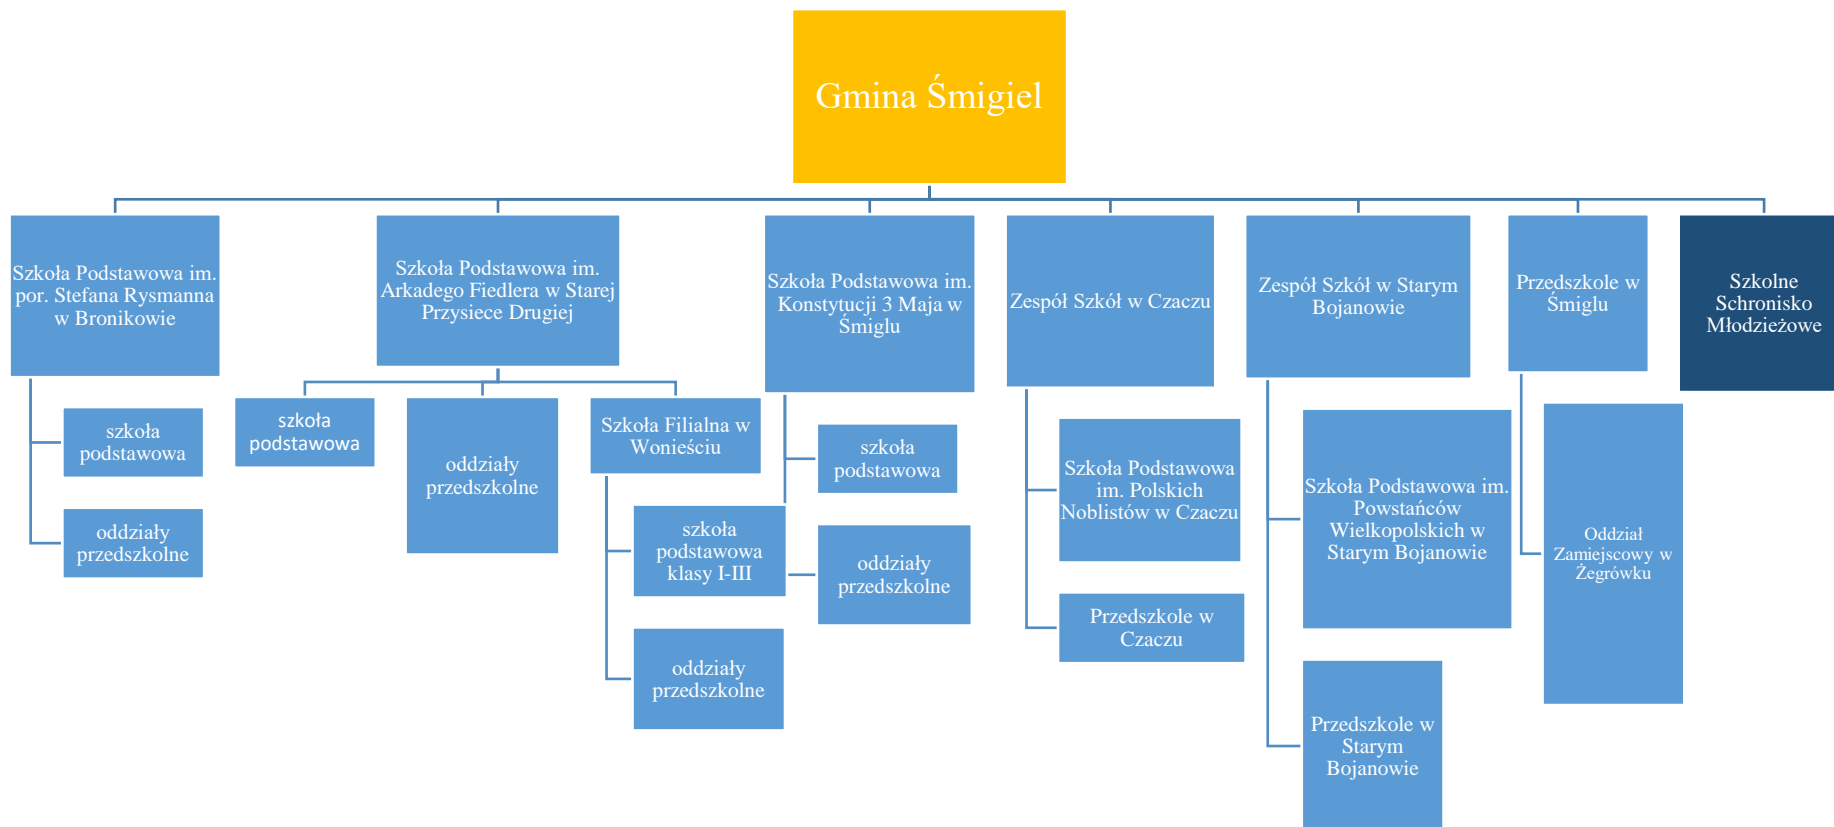 Gmina Śmigiel
Szkoła Podstawowa im.
por. Stefana Rysmanna
w Bronikowie
szkoła
podstawowa
oddziały
przedszkolne
Szkoła Podstawowa im.
Arkadego Fiedlera w Starej
Przysiece Drugiej
szkoła
podstawowa
oddziały
przedszkolne
Szkoła Filialna w
Wonieściu
szkoła
podstawowa
klasy I-III
oddziały
przedszkolne
Szkoła Podstawowa im.
Konstytucji 3 Maja w
Śmiglu
szkoła
podstawowa
oddziały
przedszkolne
Zespół Szkół w Czaczu
Szkoła Podstawowa
im. Polskich
Noblistów w Czaczu
Przedszkole w
Czaczu
Zespół Szkół w Starym
Bojanowie
Szkoła Podstawowa im.
Powstańców
Wielkopolskich w
Starym Bojanowie
Przedszkole w
Starym
Bojanowie
Przedszkole w
Śmiglu
Oddział
Zamiejscowy w
Żegrówku
Szkolne
Schronisko
Młodzieżowe